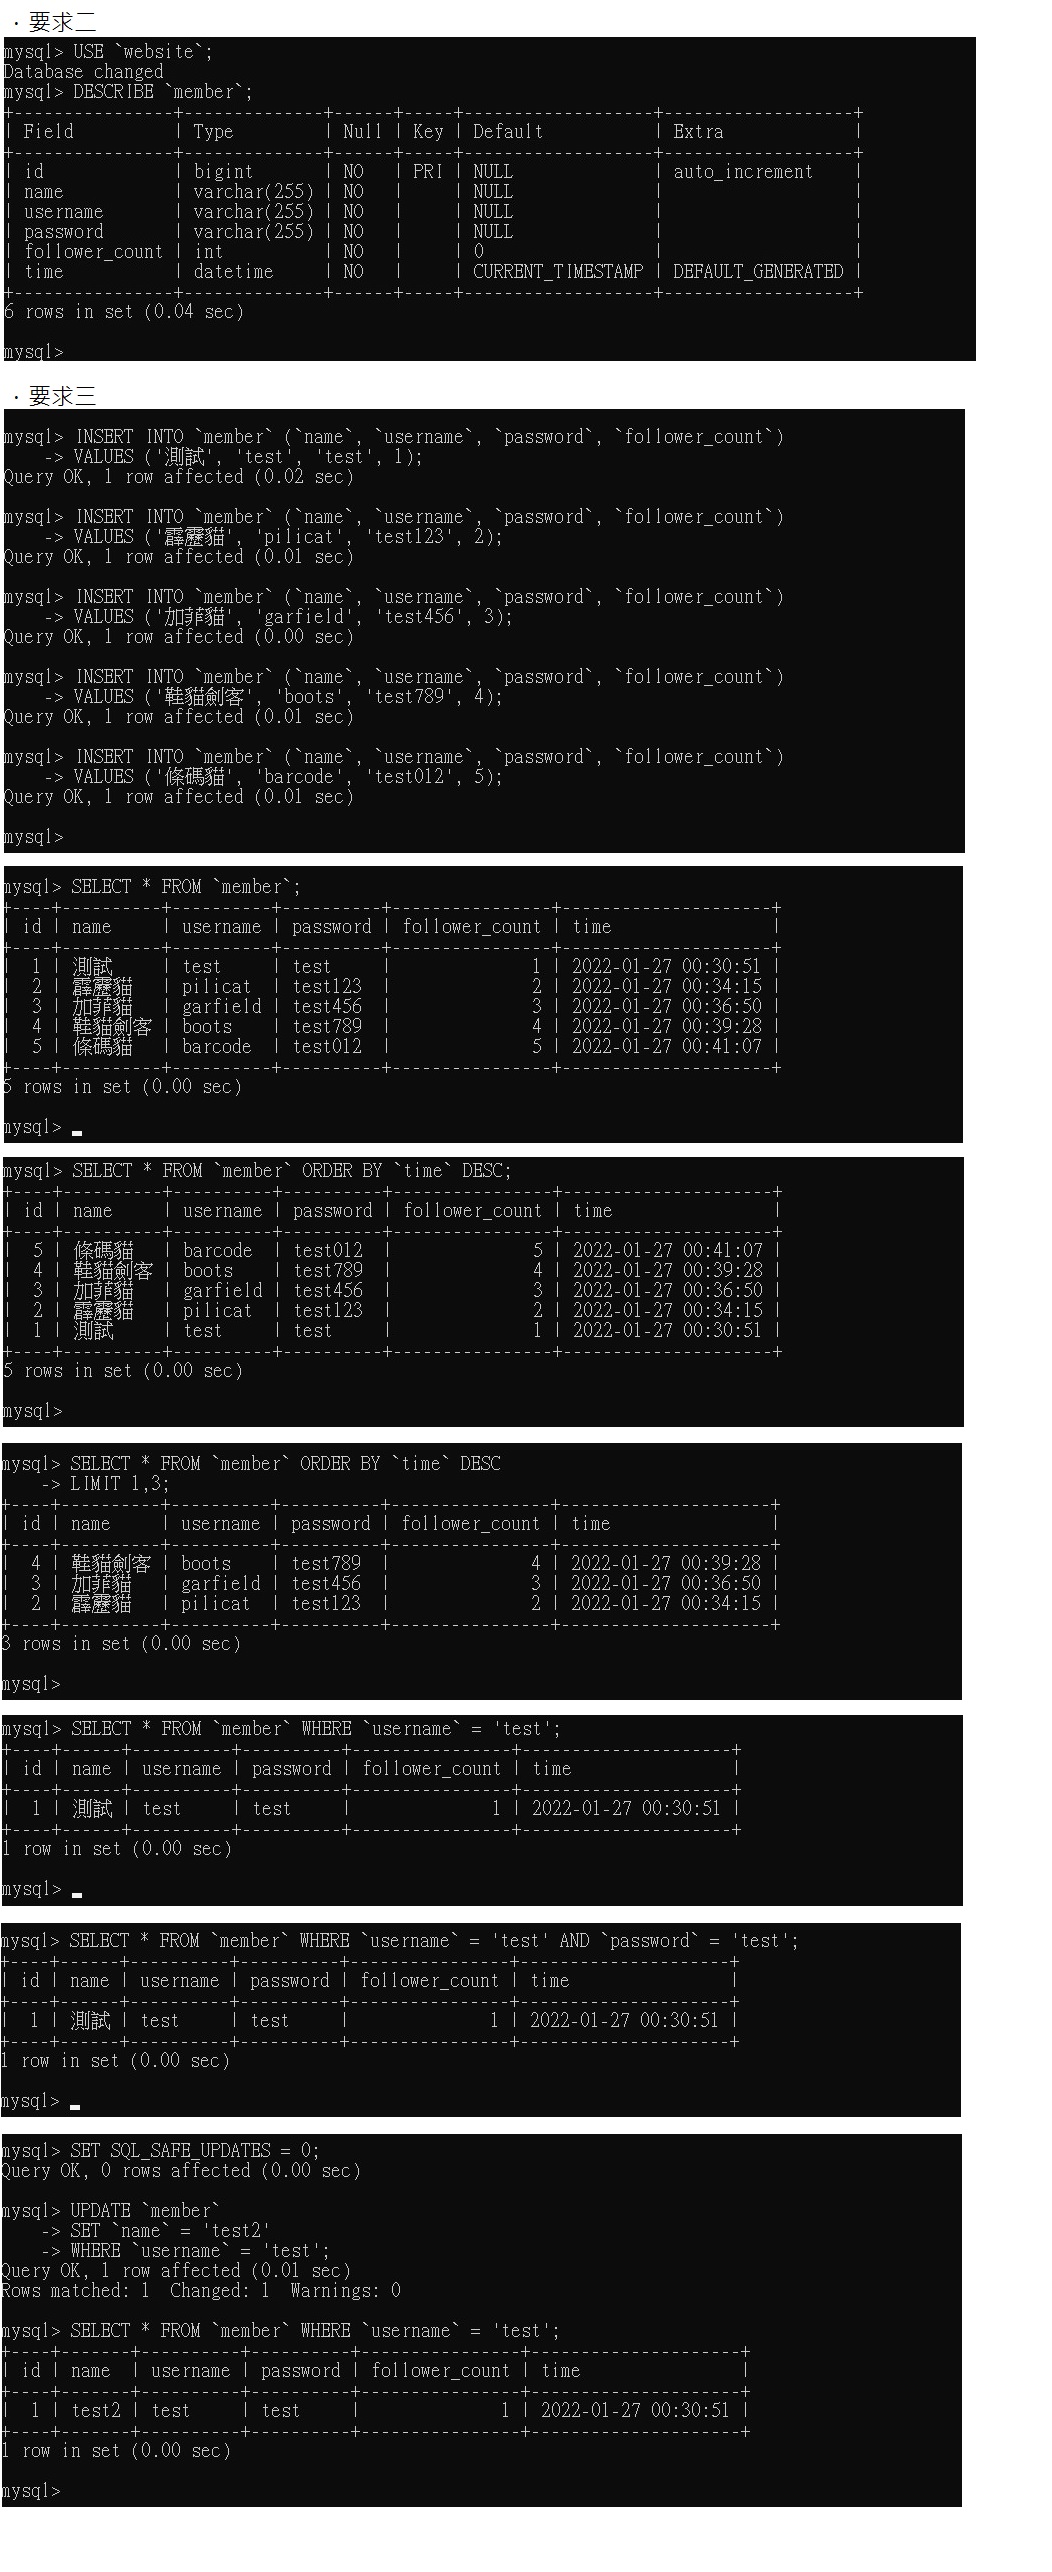 ．要求二
mysql> USE `website`;
Database changed
mysql> DESCRIBE `member`;
+----------------+--------------+------+-----+-------------------+-------------------+
| Field          | Type         | Null | Key | Default           | Extra             |
+----------------+--------------+------+-----+-------------------+-------------------+
| id             | bigint       | NO   | PRI | NULL              | auto_increment    |
| name           | varchar(255) | NO   |     | NULL              |                   |
| username       | varchar(255) | NO   |     | NULL              |                   |
| password       | varchar(255) | NO   |     | NULL              |                   |
| follower_count | int          | NO   |     | 0                 |                   |
| time           | datetime     | NO   |     | CURRENT_TIMESTAMP | DEFAULT_GENERATED |
+----------------+--------------+------+-----+-------------------+-------------------+
6 rows in set (0.04 sec)
mysql>
．要求三
mysql> INSERT INTO `member` (`name`, `username`, `password`, `follower_count`)
    -> VALUES ('測試', 'test', 'test', 1);
Query OK, 1 row affected (0.02 sec)
mysql> INSERT INTO `member` (`name`, `username`, `password`, `follower_count`)
    -> VALUES ('霹靂貓', 'pilicat', 'test123', 2);
Query OK, 1 row affected (0.01 sec)
mysql> INSERT INTO `member` (`name`, `username`, `password`, `follower_count`)
    -> VALUES ('加菲貓', 'garfield', 'test456', 3);
Query OK, 1 row affected (0.00 sec)
mysql> INSERT INTO `member` (`name`, `username`, `password`, `follower_count`)
    -> VALUES ('鞋貓劍客', 'boots', 'test789', 4);
Query OK, 1 row affected (0.01 sec)
mysql> INSERT INTO `member` (`name`, `username`, `password`, `follower_count`)
    -> VALUES ('條碼貓', 'barcode', 'test012', 5);
Query OK, 1 row affected (0.01 sec)
mysql>
mysql> SELECT * FROM `member`;
+----+----------+----------+----------+----------------+---------------------+
| id | name     | username | password | follower_count | time                |
+----+----------+----------+----------+----------------+---------------------+
|  1 | 測試     | test     | test     |              1 | 2022-01-27 00:30:51 |
|  2 | 霹靂貓   | pilicat  | test123  |              2 | 2022-01-27 00:34:15 |
|  3 | 加菲貓   | garfield | test456  |              3 | 2022-01-27 00:36:50 |
|  4 | 鞋貓劍客 | boots    | test789  |              4 | 2022-01-27 00:39:28 |
|  5 | 條碼貓   | barcode  | test012  |              5 | 2022-01-27 00:41:07 |
+----+----------+----------+----------+----------------+---------------------+
5 rows in set (0.00 sec)
mysql>
mysql> SELECT * FROM `member` ORDER BY `time` DESC;
+----+----------+----------+----------+----------------+---------------------+
| id | name     | username | password | follower_count | time                |
+----+----------+----------+----------+----------------+---------------------+
|  5 | 條碼貓   | barcode  | test012  |              5 | 2022-01-27 00:41:07 |
|  4 | 鞋貓劍客 | boots    | test789  |              4 | 2022-01-27 00:39:28 |
|  3 | 加菲貓   | garfield | test456  |              3 | 2022-01-27 00:36:50 |
|  2 | 霹靂貓   | pilicat  | test123  |              2 | 2022-01-27 00:34:15 |
|  1 | 測試     | test     | test     |              1 | 2022-01-27 00:30:51 |
+----+----------+----------+----------+----------------+---------------------+
5 rows in set (0.00 sec)
mysql>
mysql> SELECT * FROM `member` ORDER BY `time` DESC
    -> LIMIT 1,3;
+----+----------+----------+----------+----------------+---------------------+
| id | name     | username | password | follower_count | time                |
+----+----------+----------+----------+----------------+---------------------+
|  4 | 鞋貓劍客 | boots    | test789  |              4 | 2022-01-27 00:39:28 |
|  3 | 加菲貓   | garfield | test456  |              3 | 2022-01-27 00:36:50 |
|  2 | 霹靂貓   | pilicat  | test123  |              2 | 2022-01-27 00:34:15 |
+----+----------+----------+----------+----------------+---------------------+
3 rows in set (0.00 sec)
mysql>
mysql> SELECT * FROM `member` WHERE `username` = 'test';
+----+------+----------+----------+----------------+---------------------+
| id | name | username | password | follower_count | time                |
+----+------+----------+----------+----------------+---------------------+
|  1 | 測試 | test     | test     |              1 | 2022-01-27 00:30:51 |
+----+------+----------+----------+----------------+---------------------+
1 row in set (0.00 sec)
mysql>
mysql> SELECT * FROM `member` WHERE `username` = 'test' AND `password` = 'test';
+----+------+----------+----------+----------------+---------------------+
| id | name | username | password | follower_count | time                |
+----+------+----------+----------+----------------+---------------------+
|  1 | 測試 | test     | test     |              1 | 2022-01-27 00:30:51 |
+----+------+----------+----------+----------------+---------------------+
1 row in set (0.00 sec)
mysql>
mysql> SET SQL_SAFE_UPDATES = 0;
Query OK, 0 rows affected (0.00 sec)
mysql> UPDATE `member`
    -> SET `name` = 'test2'
    -> WHERE `username` = 'test';
Query OK, 1 row affected (0.01 sec)
Rows matched: 1  Changed: 1  Warnings: 0
mysql> SELECT * FROM `member` WHERE `username` = 'test';
+----+-------+----------+----------+----------------+---------------------+
| id | name  | username | password | follower_count | time                |
+----+-------+----------+----------+----------------+---------------------+
|  1 | test2 | test     | test     |              1 | 2022-01-27 00:30:51 |
+----+-------+----------+----------+----------------+---------------------+
1 row in set (0.00 sec)
mysql>